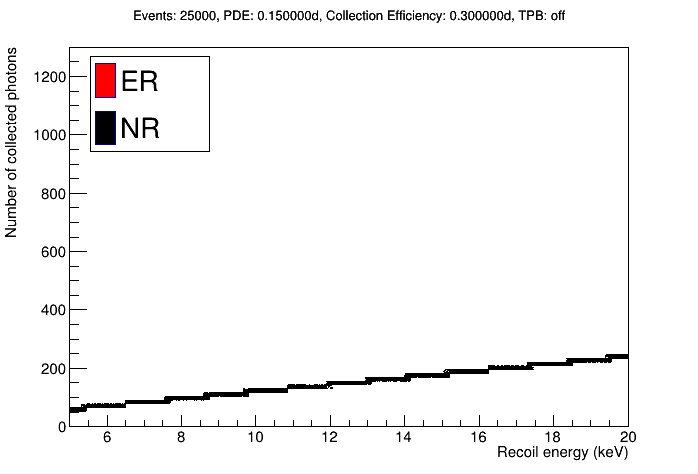 Events: 25000, PDE: 0.150000d, Collection Efficiency: 0.300000d, TPB: off
Number of collected photons
ER
NR
1200
1000
800
600
400
200
0
6 8 10 12 14 16 18 20
Recoil energy (keV)